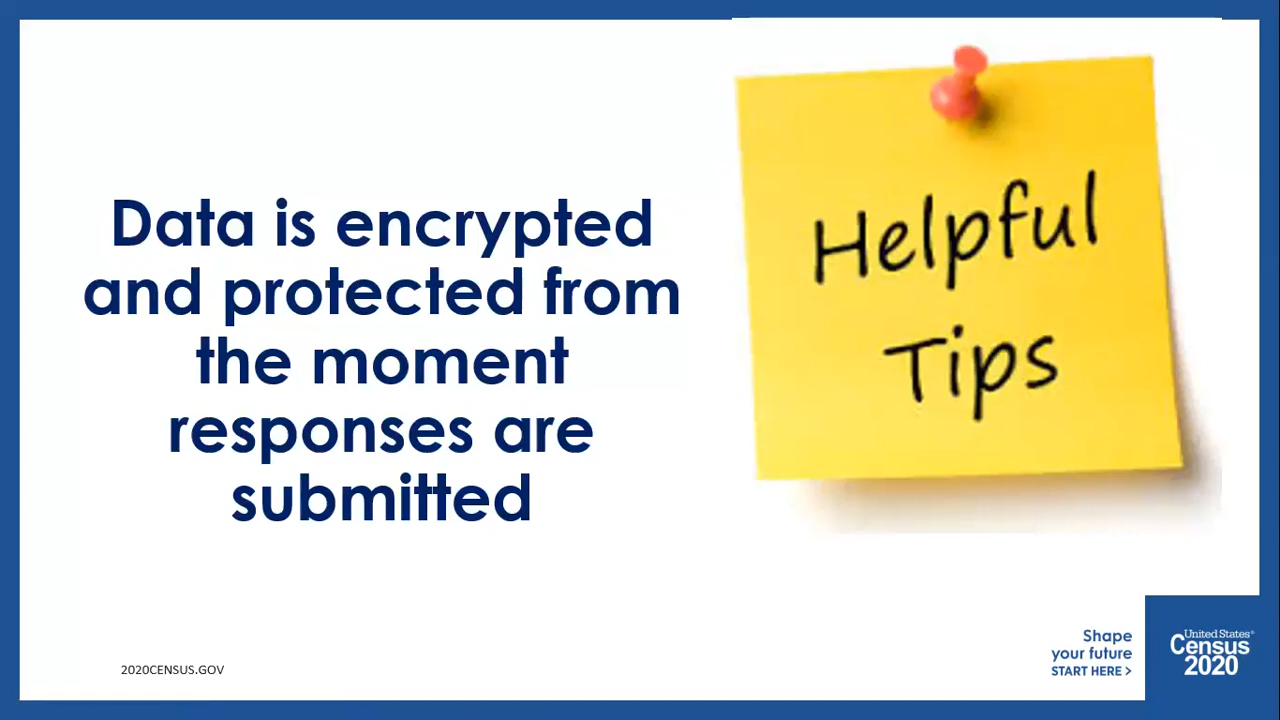 Data is encrypted
and protected from
the moment
responses are
submitted
Helpful
Tips
2020CENSUS.GOV
Shape
your future
START HERE >
United States®
Census
2020